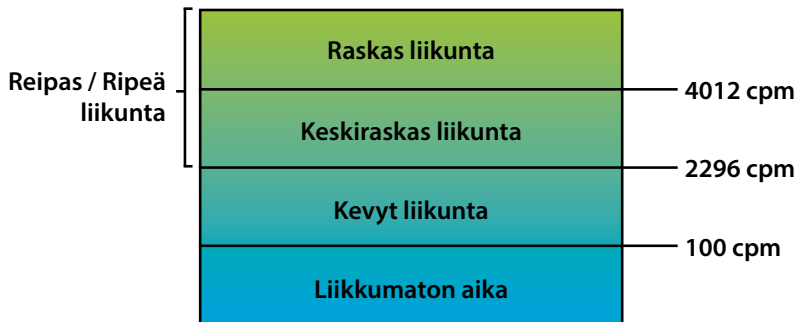 Raskas liikunta
Reipas / Ripeä
liikunta
4012 cpm
Keskiraskas liikunta
2296 cpm
Kevyt liikunta
100 cpm
Liikkumaton aika